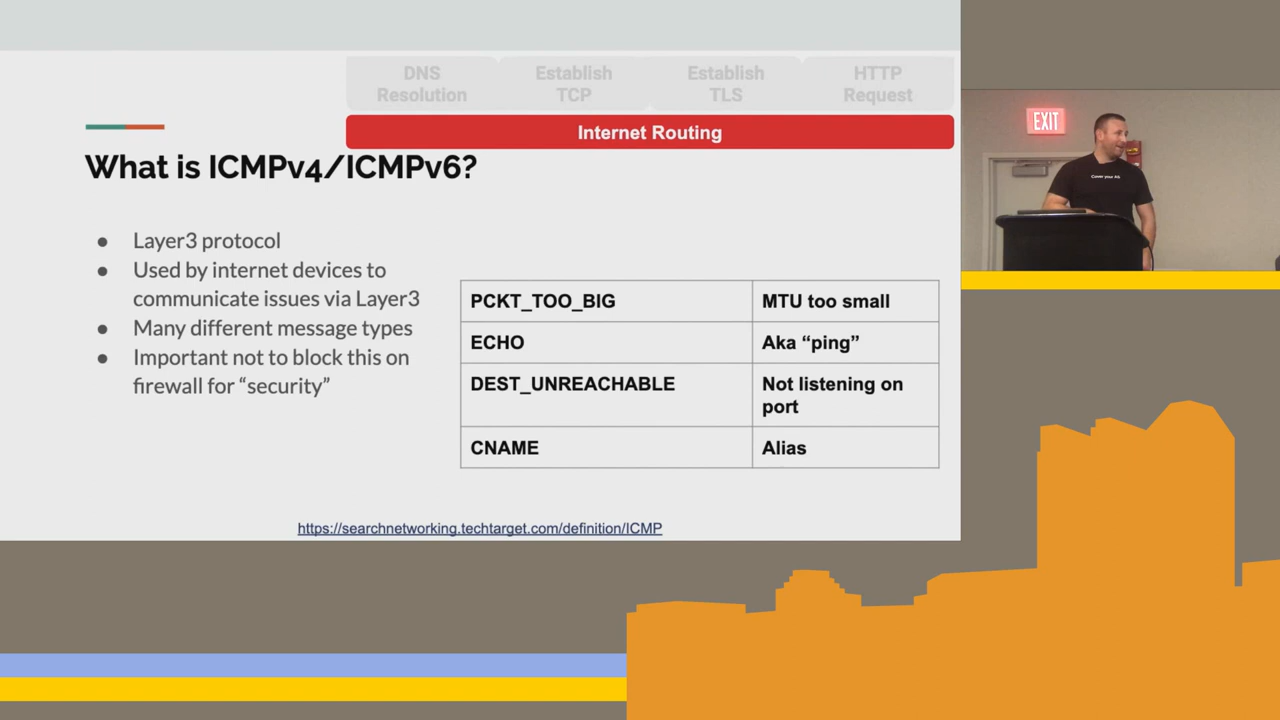 DNS
Resolution
Establish
TCP
Establish
TLS
HTTP
Request
Internet Routing
What is ICMPv4/ICMPv6?
● Layer3 protocol
● Used by internet devices to
communicate issues via Layer3
● Many different message types
● Important not to block this on
firewall for “security”
PCKT_TOO_BIG MTU too small
ECHO Aka “ping”
DEST_UNREACHABLE Not listening on
port
CNAME Alias
https://searchnetworking.techtarget.com/definition/ICMP
EXIT